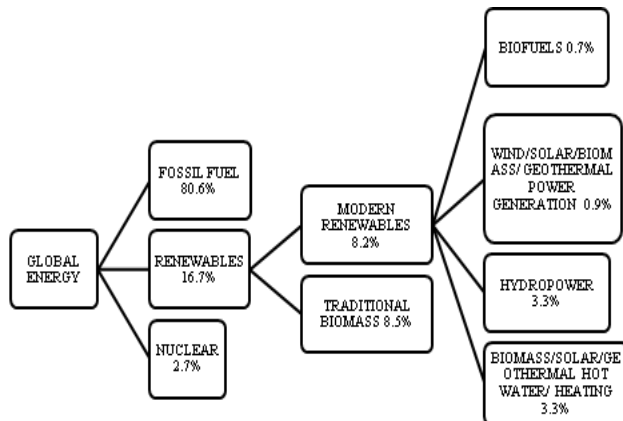 GLOBAL
ENERGY
FOSSIL FUEL
80.6%
RENEWABLES
16.7%
NUCLEAR
2.7%
MODERN
RENEWABLES
8.2%
TRADITIONAL
BIOMASS 8.5%
BIOFUELS 0.7%
WIND/SOLAR/BIOM
ASS/ GEOTHERMAL
POWER
GENERATION 0.9%
HYDROPOWER
3.3%
BIOMASS/SOLAR/GE
OTHERMAL HOT
WATER/ HEATING
3.3%